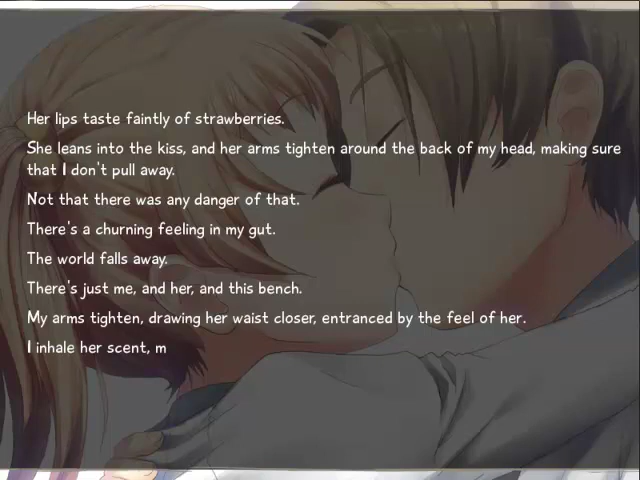 Her lips taste faintly of strawberries.
She leans into the kiss, and her arms tighten around the back of my head, making sure
that I don't pull away.
Not that there was any danger of that.
There's a churning feeling in my gut.
The world falls away.
There's just me, and her, and this bench.
My arms tighten, drawing her waist closer, entranced by the feel of her.
I inhale her scent, m